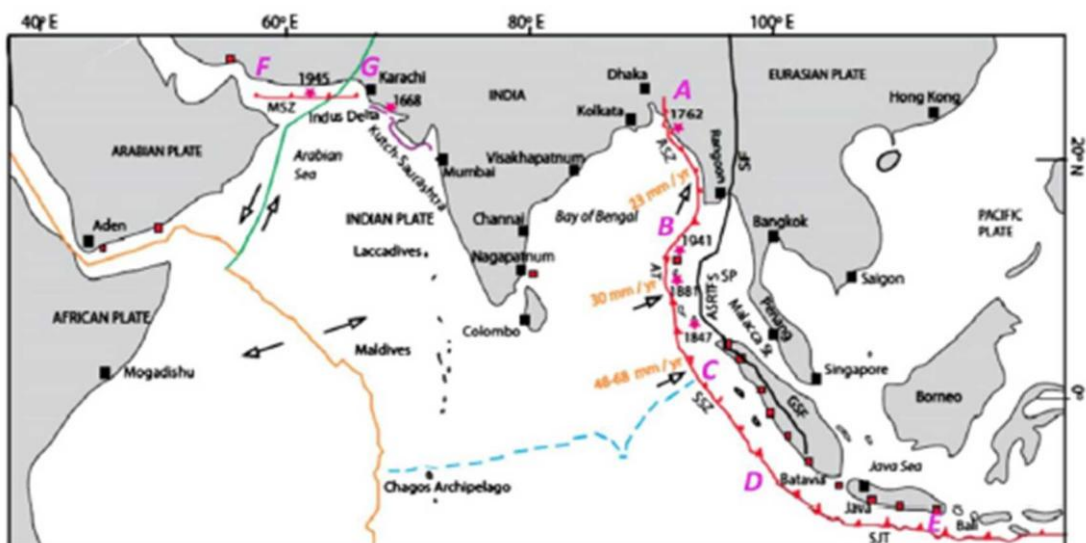 40° E
60° E
80° E
100° E
F
G
1945
Karachi
1668
MSZ
Indus Delta
Kutch-Saurashtra
ARABIAN PLATE
Arabian
Sea
INDIA
Dhaka
Kolkata
A
1762
ASZ
Rangoon
SF
EURASIAN PLATE
Hong Kong
20° N
Mumbai
Visakhapatnum
23 mm / yr
Aden
INDIAN PLATE
Channai
Bay of Bengal
B
1941
Bangkok
PACIFIC
PLATE
Laccadives
Nagapatnum
AT
1881
SP
ASRTFS
Saigon
30 mm / yr
AFRICAN PLATE
Colombo
1847
Malacca St.
Penang
Maldives
Mogadishu
48-68 mm / yr
C
Singapore
0°
SSZ
GSF
Borneo
Chagos Archipelago
D
Batavia
Java Sea
Java
E
Bali
SJT